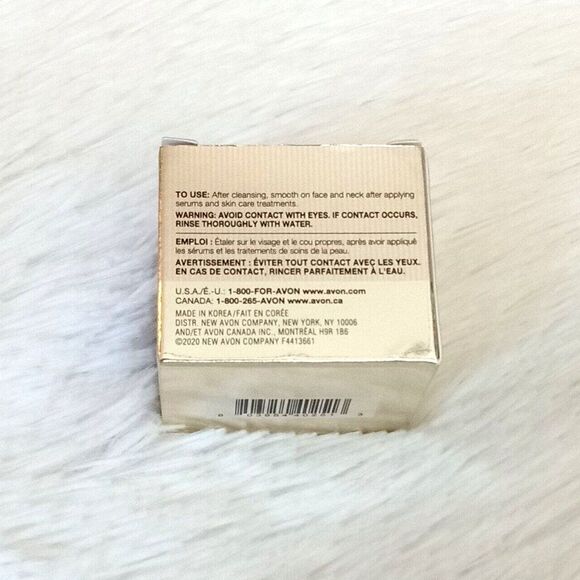 TO USE: After cleansing, smooth on face and neck after applying
serums and skin care treatments.
WARNING: AVOID CONTACT WITH EYES. IF CONTACT OCCURS,
RINSE THOROUGHLY WITH WATER.
EMPLOI : Étaler sur le visage et le cou propres, après avoir appliqué
les sérums et les traitements de soins de la peau.
AVERTISSEMENT : ÉVITER TOUT CONTACT AVEC LES YEUX.
EN CAS DE CONTACT, RINCER PARFAITEMENT À L'EAU.
U.S.A./É.-U.: 1-800-FOR-AVON www.avon.com
CANADA: 1-800-265-AVON www.avon.ca
MADE IN KOREA/FAIT EN CORÉE
DISTR. NEW AVON COMPANY, NEW YORK, NY 10006
AND/ET AVON CANADA INC., MONTRÉAL H9R 1B6
©2020 NEW AVON COMPANY F4413661